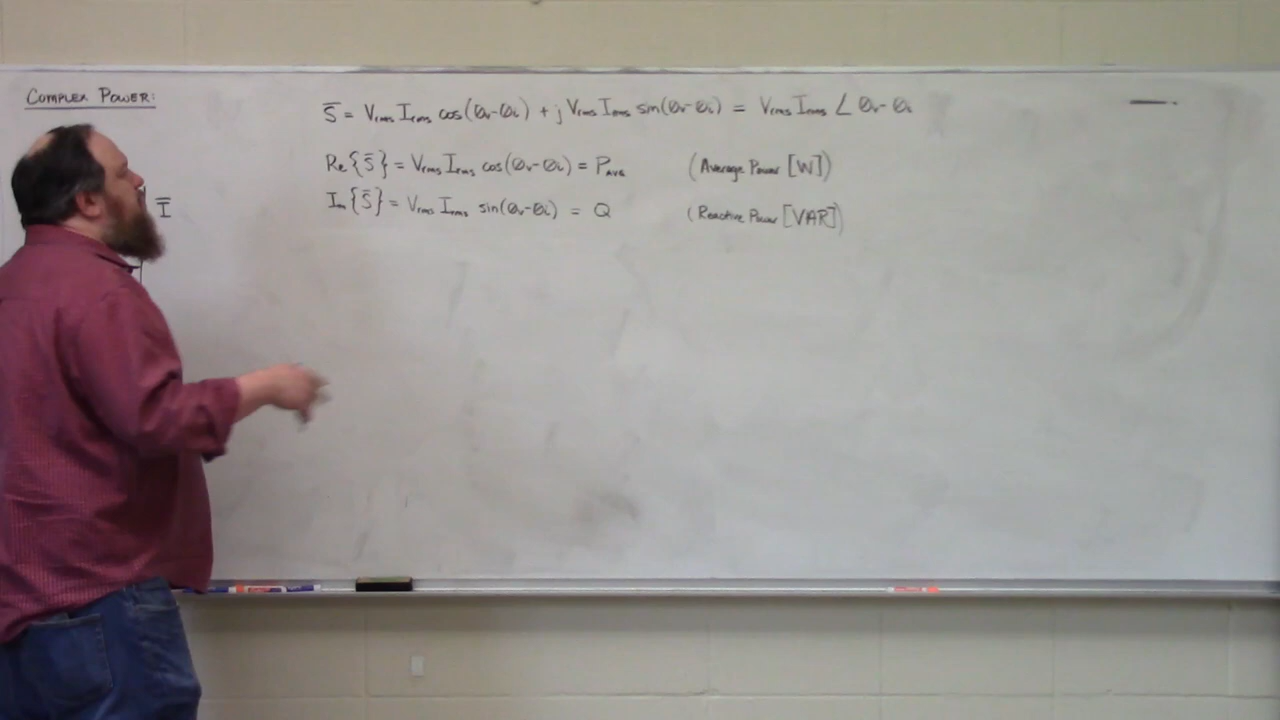 COMPLEX POWER:
S̅ = Vrms Irms cos(θv-θi) + j Vrms Irms sin(θv-θi) = Vrms Irms ∠ θv-θi
Re{S̅} = Vrms Irms cos(θv-θi) = PAVG (Average Power [W])
I̅
Im{S̅} = Vrms Irms sin(θv-θi) = Q (Reactive Power [VAR])